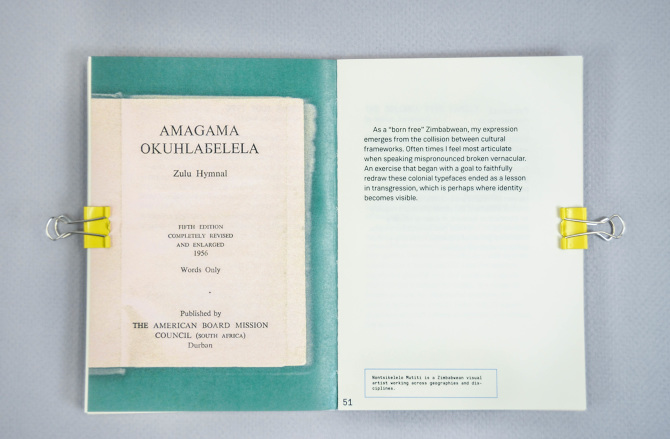 AMAGAMA
OKUHLAƂELELA
Zulu Hymnal
FIFTH EDITION
COMPLETELY REVISED
AND ENLARGED
1956
Words Only
Published by
THE AMERICAN BOARD MISSION
COUNCIL (SOUTH AFRICA)
Durban
As a “born free” Zimbabwean, my expression
emerges from the collision between cultural
frameworks. Often times I feel most articulate
when speaking mispronounced broken vernacular.
An exercise that began with a goal to faithfully
redraw these colonial typefaces ended as a lesson
in transgression, which is perhaps where identity
becomes visible.
Nontsikelelo Mutiti is a Zimbabwean visual
artist working across geographies and dis-
ciplines.
51